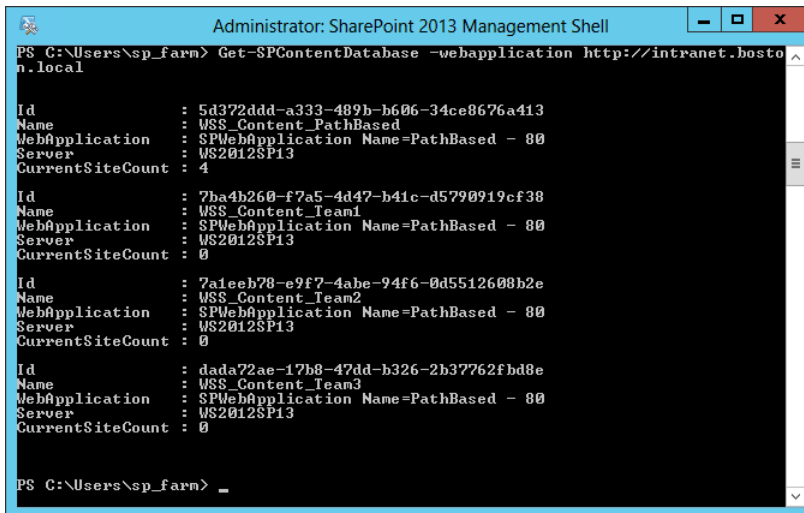 Administrator: SharePoint 2013 Management Shell
PS C:\Users\sp_farm> Get-SPContentDatabase -webapplication http://intranet.bosto
n.local
Id : 5d372ddd-a333-489b-b606-34ce8676a413
Name : WSS_Content_PathBased
WebApplication : SPWebApplication Name=PathBased - 80
Server : WS2012SP13
CurrentSiteCount : 4
Id : 7ba4b260-f7a5-4d47-b41c-d5790919cf38
Name : WSS_Content_Team1
WebApplication : SPWebApplication Name=PathBased - 80
Server : WS2012SP13
CurrentSiteCount : 0
Id : 7a1eeb78-e9f7-4abe-94f6-0d5512608b2e
Name : WSS_Content_Team2
WebApplication : SPWebApplication Name=PathBased - 80
Server : WS2012SP13
CurrentSiteCount : 0
Id : dada72ae-17b8-47dd-b326-2b37762fbd8e
Name : WSS_Content_Team3
WebApplication : SPWebApplication Name=PathBased - 80
Server : WS2012SP13
CurrentSiteCount : 0
PS C:\Users\sp_farm> _